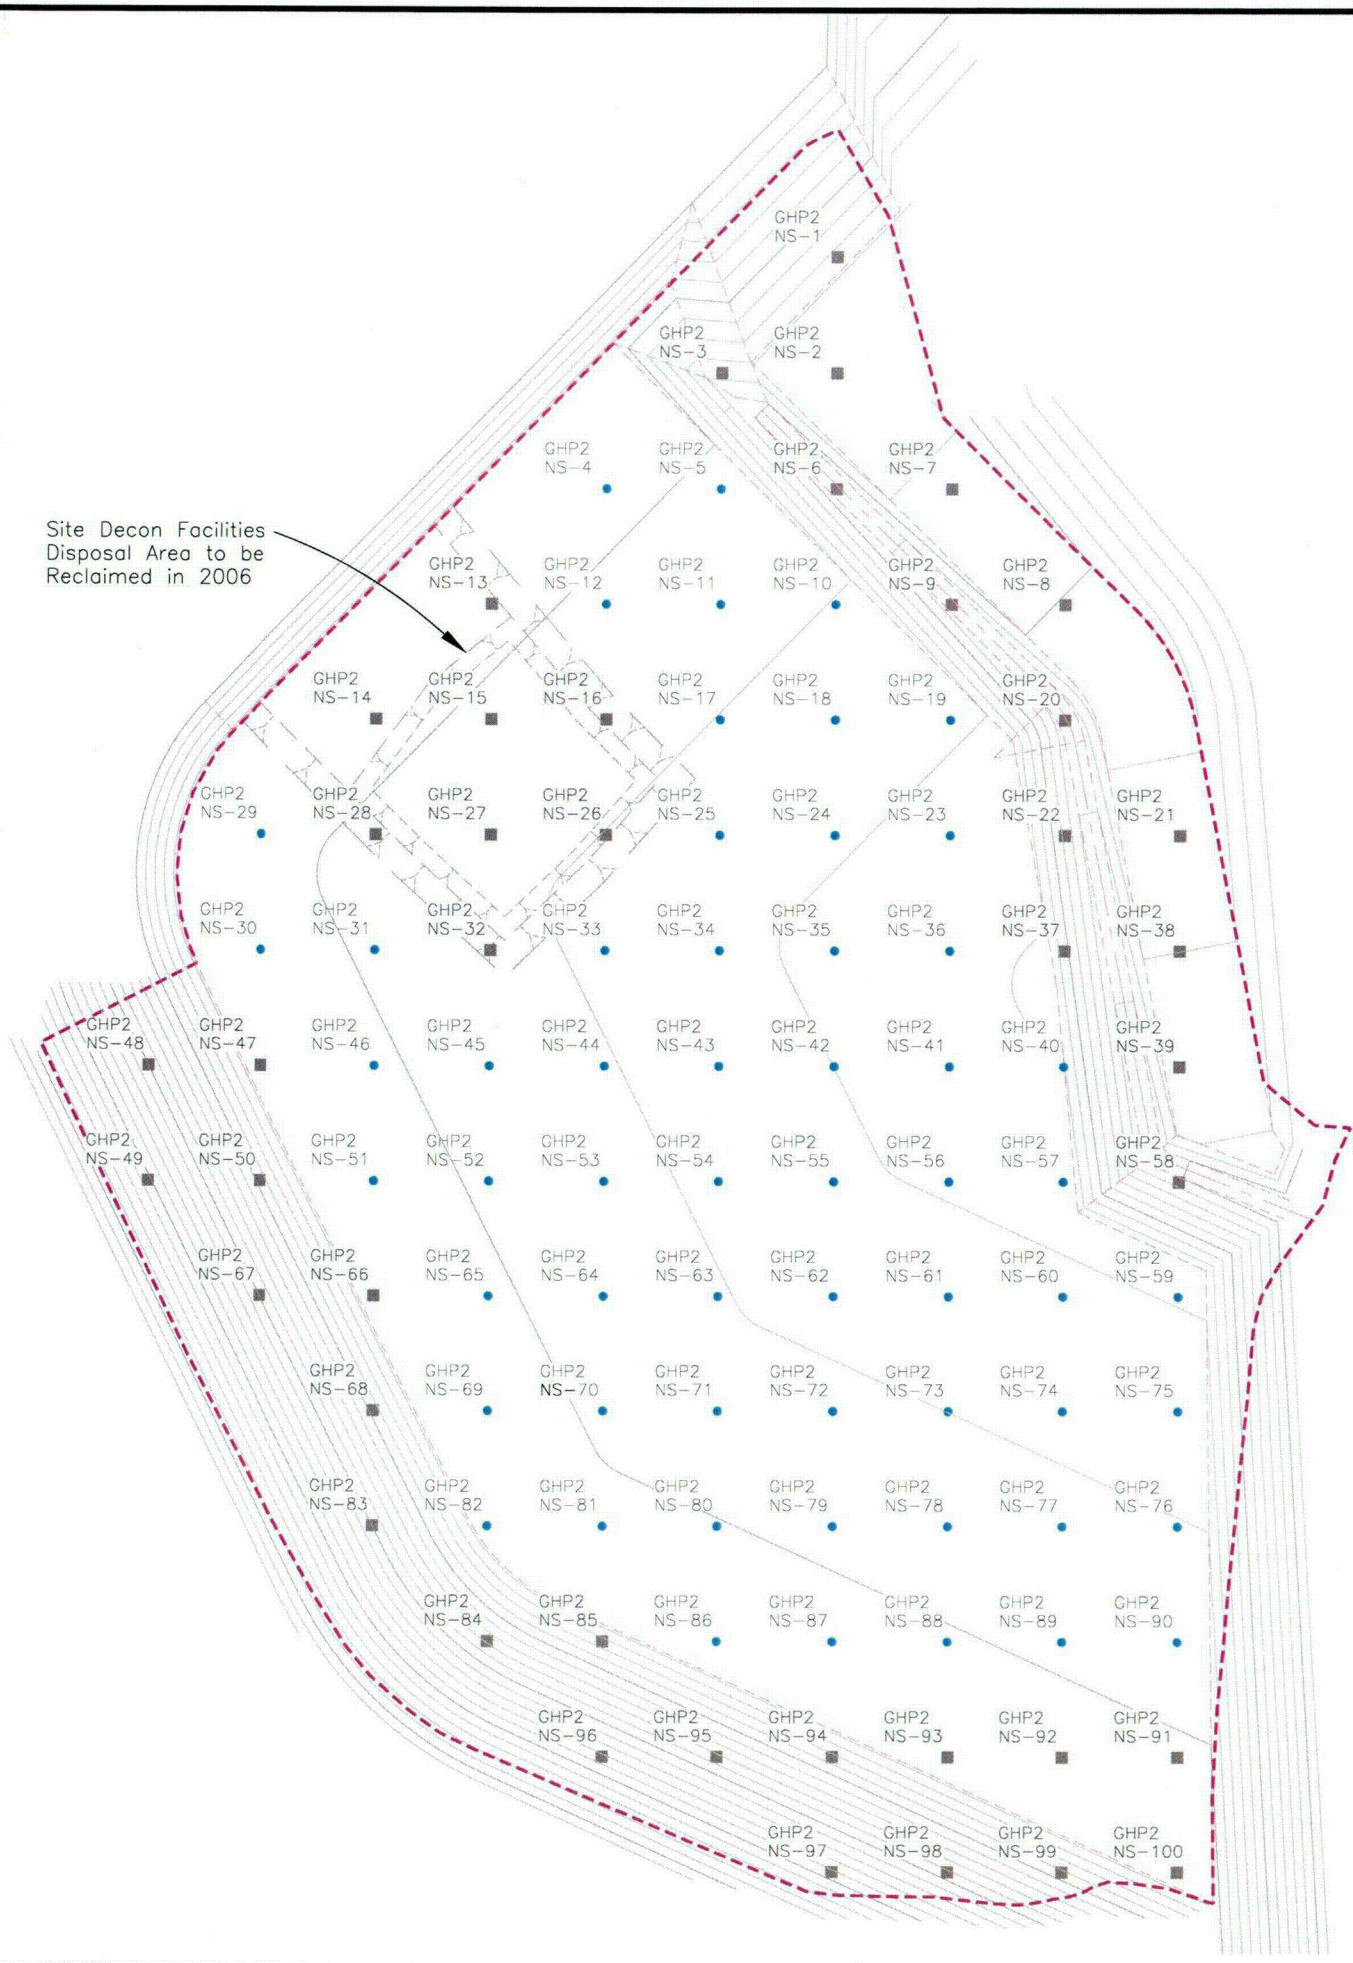 GHP2
NS-1
GHP2
NS-3
GHP2
NS-2
GHP2
NS-4
GHP2
NS-5
GHP2
NS-6
GHP2
NS-7
Site Decon Facilities
Disposal Area to be
Reclaimed in 2006
GHP2
NS-13
GHP2
NS-12
GHP2
NS-11
GHP2
NS-10
GHP2
NS-9
GHP2
NS-8
GHP2
NS-14
GHP2
NS-15
GHP2
NS-16
GHP2
NS-17
GHP2
NS-18
GHP2
NS-19
GHP2
NS-20
GHP2
NS-29
GHP2
NS-28
GHP2
NS-27
GHP2
NS-26
GHP2
NS-25
GHP2
NS-24
GHP2
NS-23
GHP2
NS-22
GHP2
NS-21
GHP2
NS-30
GHP2
NS-31
GHP2
NS-32
GHP2
NS-33
GHP2
NS-34
GHP2
NS-35
GHP2
NS-36
GHP2
NS-37
GHP2
NS-38
GHP2
NS-48
GHP2
NS-47
GHP2
NS-46
GHP2
NS-45
GHP2
NS-44
GHP2
NS-43
GHP2
NS-42
GHP2
NS-41
GHP2
NS-40
GHP2
NS-39
GHP2
NS-49
GHP2
NS-50
GHP2
NS-51
GHP2
NS-52
GHP2
NS-53
GHP2
NS-54
GHP2
NS-55
GHP2
NS-56
GHP2
NS-57
GHP2
NS-58
GHP2
NS-67
GHP2
NS-66
GHP2
NS-65
GHP2
NS-64
GHP2
NS-63
GHP2
NS-62
GHP2
NS-61
GHP2
NS-60
GHP2
NS-59
GHP2
NS-68
GHP2
NS-69
GHP2
NS-70
GHP2
NS-71
GHP2
NS-72
GHP2
NS-73
GHP2
NS-74
GHP2
NS-75
GHP2
NS-83
GHP2
NS-82
GHP2
NS-81
GHP2
NS-80
GHP2
NS-79
GHP2
NS-78
GHP2
NS-77
GHP2
NS-76
GHP2
NS-84
GHP2
NS-85
GHP2
NS-86
GHP2
NS-87
GHP2
NS-88
GHP2
NS-89
GHP2
NS-90
GHP2
NS-96
GHP2
NS-95
GHP2
NS-94
GHP2
NS-93
GHP2
NS-92
GHP2
NS-91
GHP2
NS-97
GHP2
NS-98
GHP2
NS-99
GHP2
NS-100